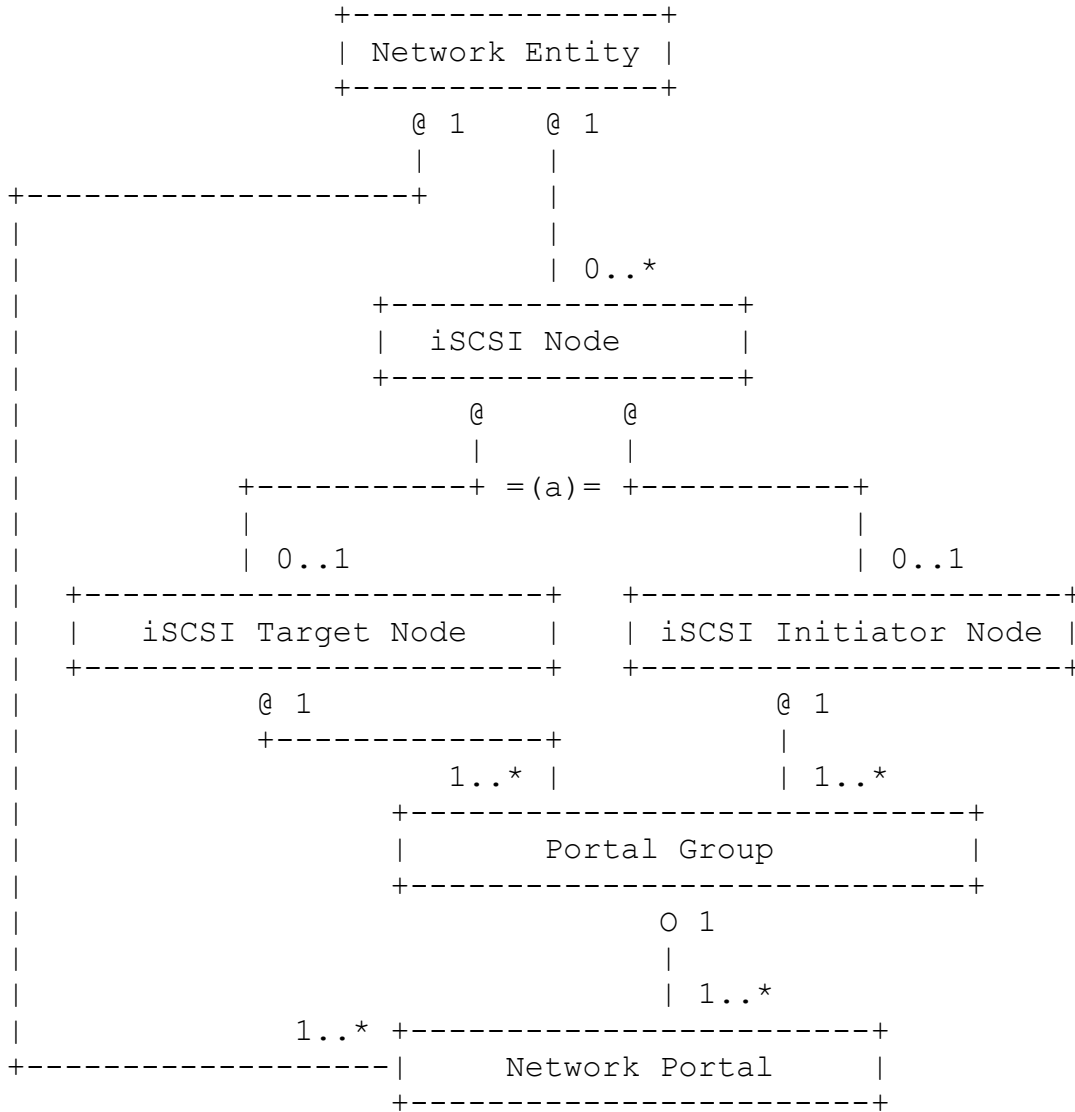 +----------------+
| Network Entity |
+----------------+
@ 1 @ 1
| |
+--------------------+ |
| |
| | 0..*
| +------------------+
| | iSCSI Node |
| +------------------+
| @ @
| | |
| +-----------+ =(a)= +-----------+
| | |
| | 0..1 | 0..1
| +------------------------+ +----------------------+
| | iSCSI Target Node | | iSCSI Initiator Node |
| +------------------------+ +----------------------+
| @ 1 @ 1
| +--------------+ |
| 1..* | | 1..*
| +-----------------------------+
| | Portal Group |
| +-----------------------------+
| O 1
| |
| | 1..*
| 1..* +------------------------+
+-------------------| Network Portal |
+------------------------+